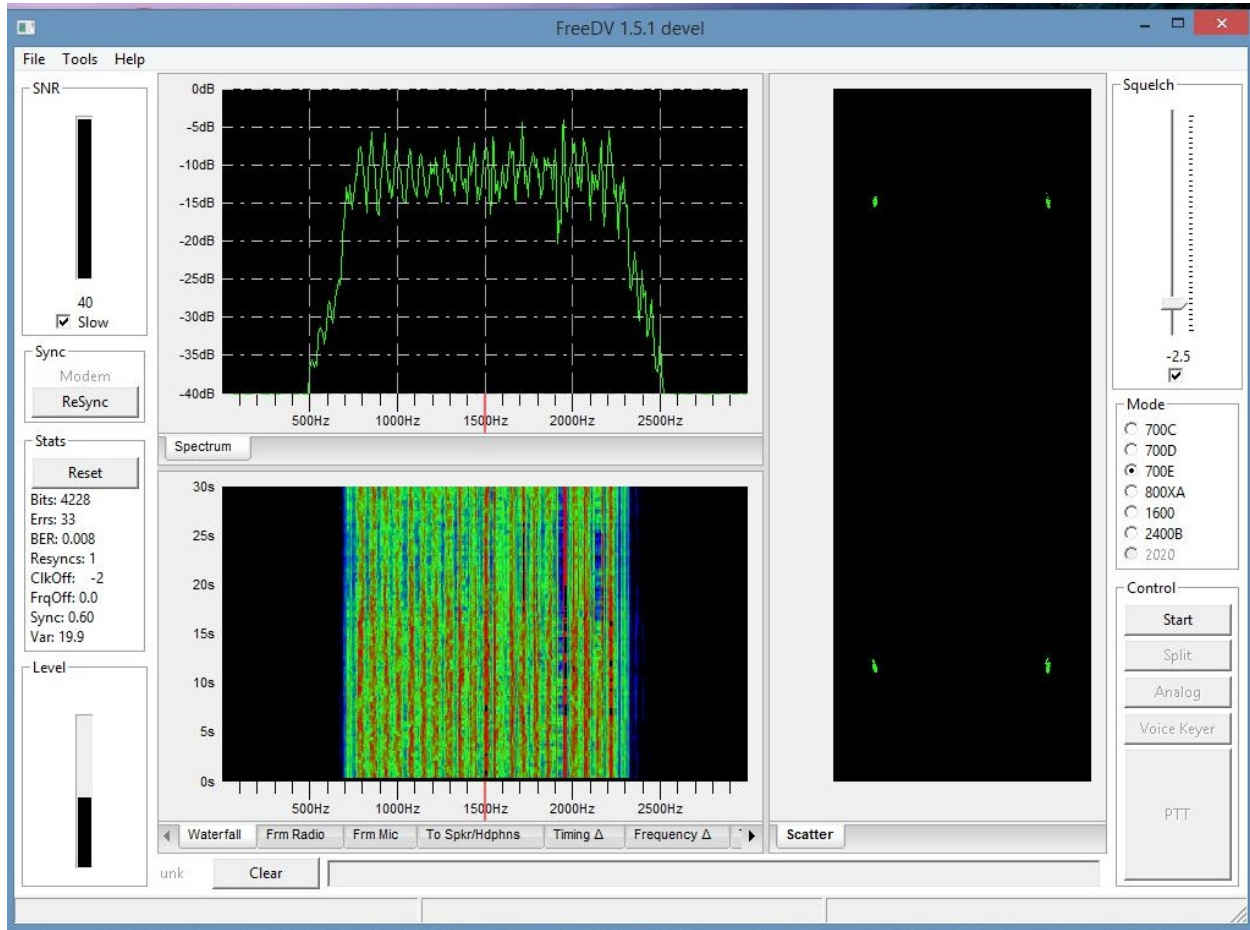 FreeDV 1.5.1 devel
File Tools Help
SNR
40
Slow
Sync
Modem
ReSync
Stats
Reset
Bits: 4228
Errs: 33
BER: 0.008
Resyncs: 1
ClkOff: -2
FrqOff: 0.0
Sync: 0.60
Var: 19.9
Level
0dB
-5dB
-10dB
-15dB
-20dB
-25dB
-30dB
-35dB
-40dB
500Hz 1000Hz 1500Hz 2000Hz 2500Hz
Spectrum
30s
25s
20s
15s
10s
5s
0s
500Hz 1000Hz 1500Hz 2000Hz 2500Hz
Waterfall Frm Radio Frm Mic To Spkr/Hdphns Timing Δ Frequency Δ
Scatter
unk Clear
Squelch
-2.5
Mode
700C
700D
700E
800XA
1600
2400B
2020
Control
Start
Split
Analog
Voice Keyer
PTT